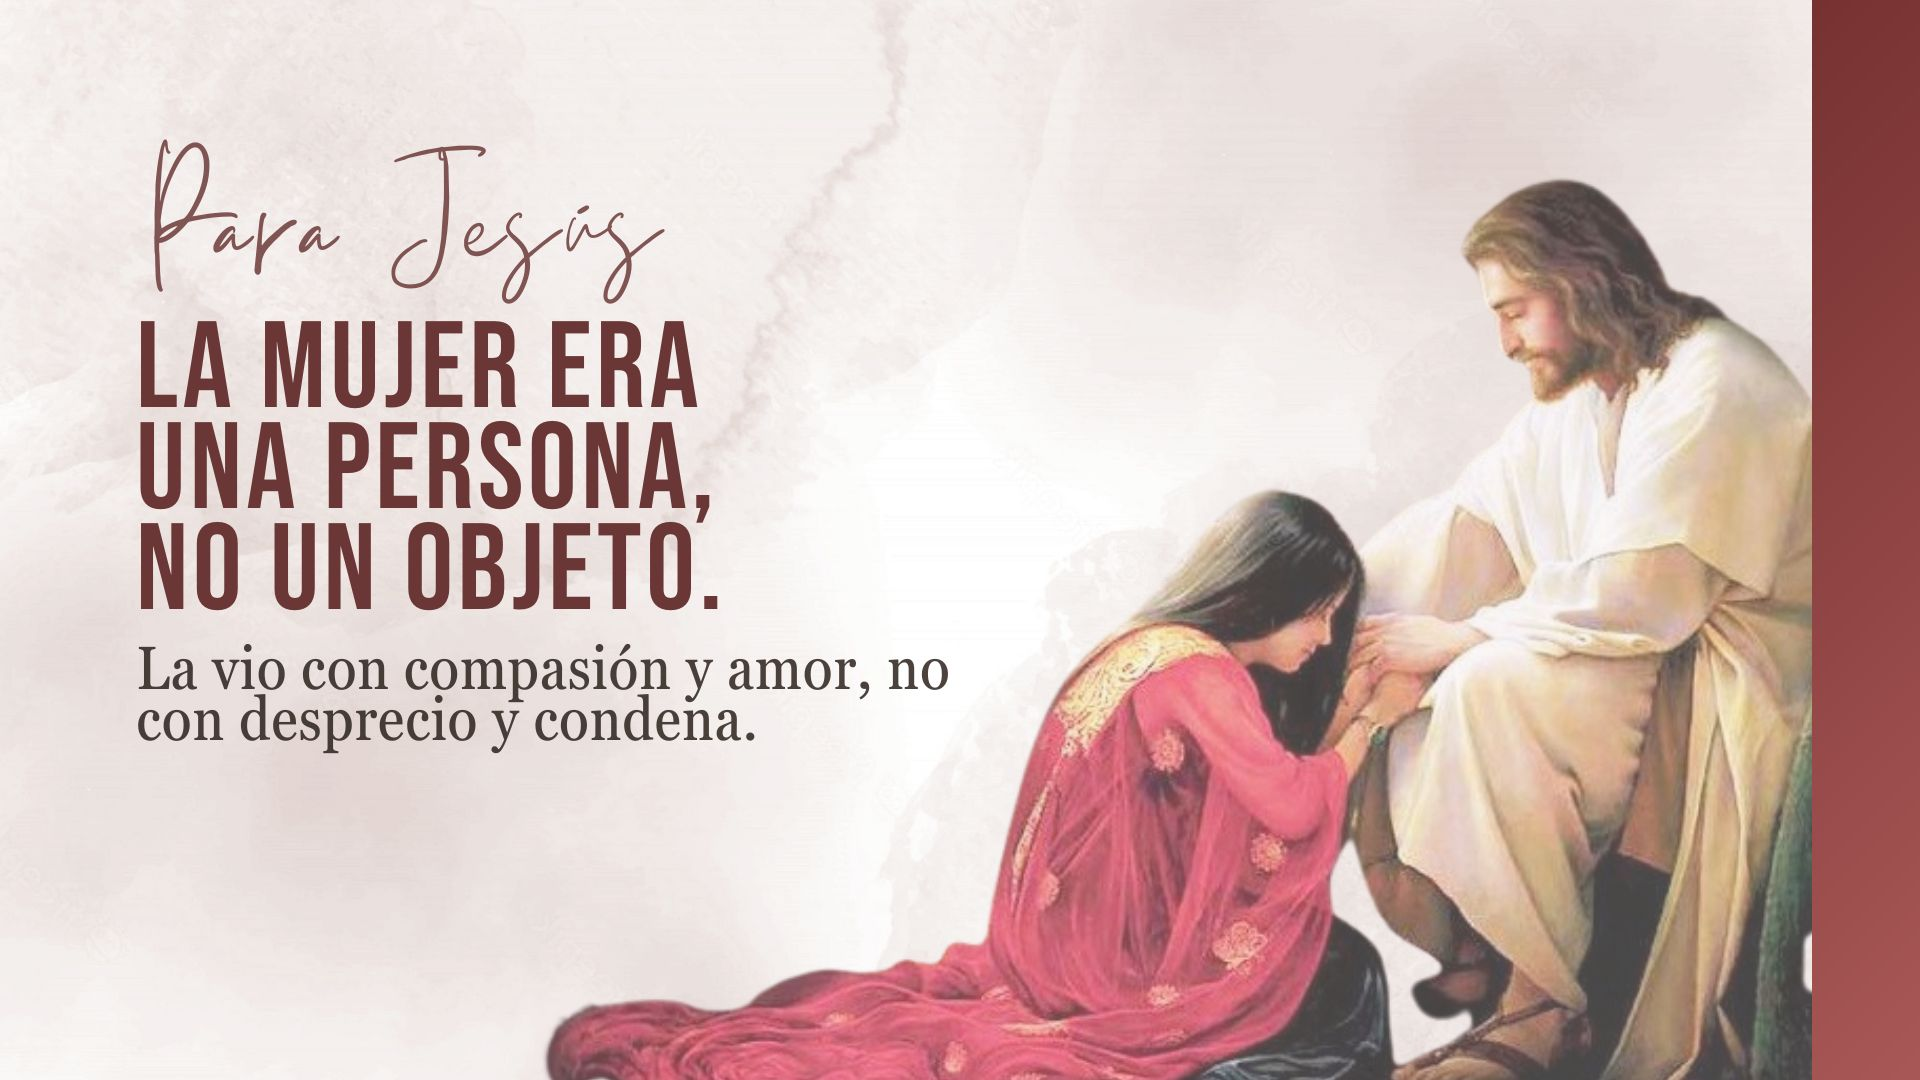 Para Jesús
LA MUJER ERA
UNA PERSONA,
NO UN OBJETO.
La vio con compasión y amor, no
con desprecio y condena.